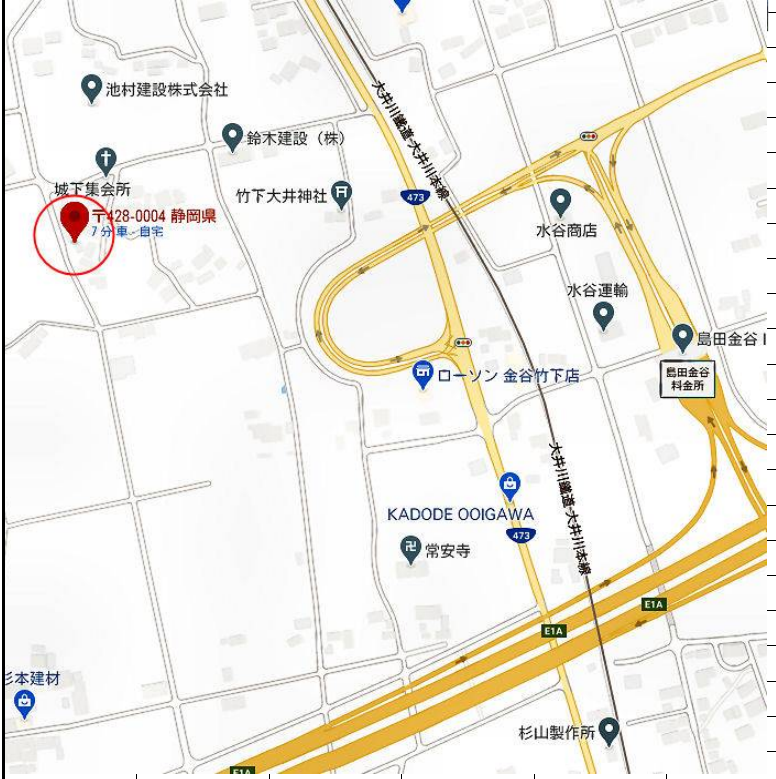 池村建設株式会社
鈴木建設（株）
城下集会所
竹下大井神社
〒428-0004 静岡県
7 分 車 - 自宅
大井川鐵道-大井川本線
473
水谷商店
水谷運輸
島田金谷 I
島田金谷
料金所
ローソン 金谷竹下店
大井川鐵道-大井川本線
KADODE OOIGAWA
473
常安寺
E1A
E1A
杉本建材
杉山製作所
E1A